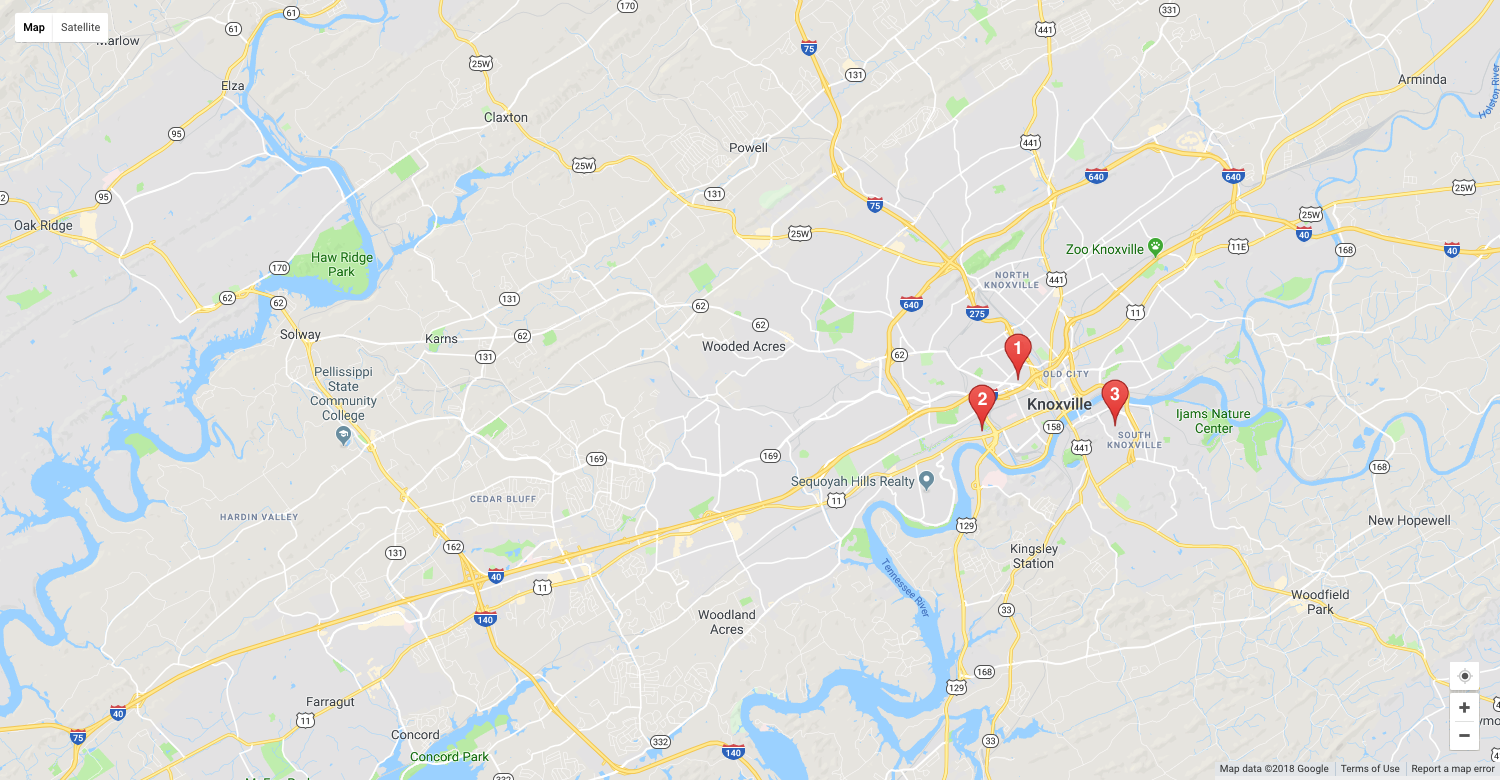 Map
Satellite
Marlow
61
61
170
331
441
75
25W
131
Elza
Arminda
Holston River
Claxton
95
Powell
441
25W
640
640
131
25W
95
Oak Ridge
75
25W
25W
40
11E
168
40
Zoo Knoxville
Haw Ridge
Park
170
NORTH
KNOXVILLE
441
62
62
131
62
640
275
11
Solway
Karns
62
62
Wooded Acres
131
62
1
OLD CITY
Pellissippi
State
Community
College
2
3
Knoxville
Ijams Nature
Center
158
SOUTH
KNOXVILLE
441
169
169
168
Sequoyah Hills Realty
11
CEDAR BLUFF
HARDIN VALLEY
129
New Hopewell
131
162
Kingsley
Station
40
11
Tennessee River
Woodfield
Park
140
Woodland
Acres
33
168
129
Farragut
40
11
75
Concord
Concord Park
332
140
33
332
Map data ©2018 Google
Terms of Use
Report a map error